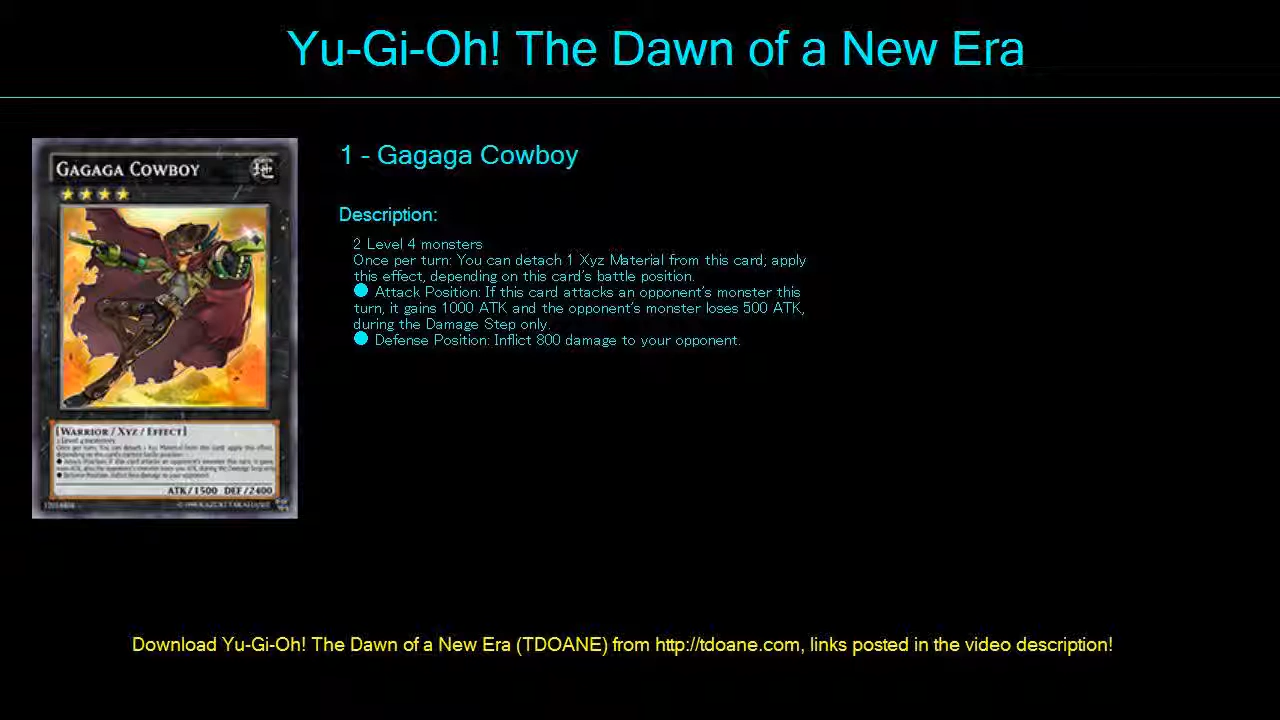 Yu-Gi-Oh! The Dawn of a New Era
GAGAGA COWBOY 地
1 - Gagaga Cowboy
Description:
2 Level 4 monsters
Once per turn: You can detach 1 Xyz Material from this card; apply
this effect, depending on this card's battle position.
● Attack Position: If this card attacks an opponent's monster this
turn, it gains 1000 ATK and the opponent's monster loses 500 ATK,
during the Damage Step only.
● Defense Position: Inflict 800 damage to your opponent.
[WARRIOR / XYZ / EFFECT]
2 Level 4 monsters
ATK/1500 DEF/2400
Download Yu-Gi-Oh! The Dawn of a New Era (TDOANE) from http://tdoane.com, links posted in the video description!